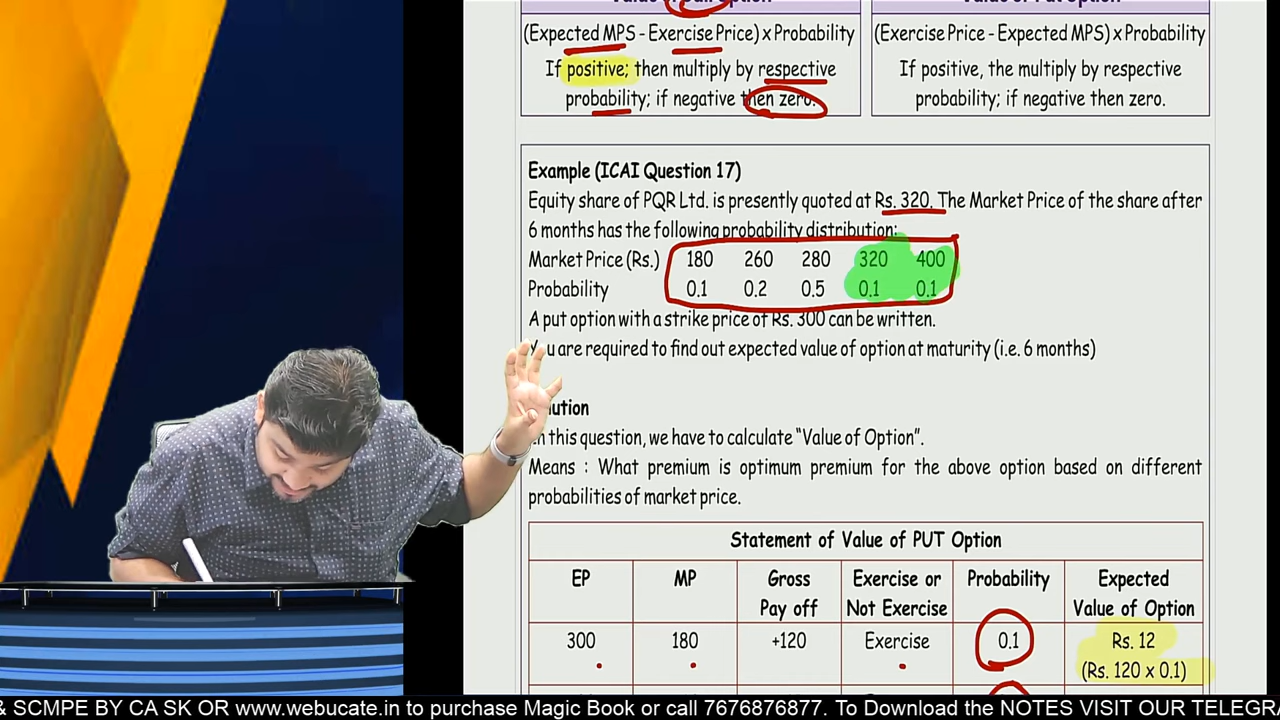 (Expected MPS - Exercise Price) x Probability
If positive; then multiply by respective
probability; if negative then zero.
(Exercise Price - Expected MPS) x Probability
If positive, the multiply by respective
probability; if negative then zero.
Example (ICAI Question 17)
Equity share of PQR Ltd. is presently quoted at Rs. 320. The Market Price of the share after
6 months has the following probability distribution:
Market Price (Rs.) 180 260 280 320 400
Probability 0.1 0.2 0.5 0.1 0.1
A put option with a strike price of Rs. 300 can be written.
You are required to find out expected value of option at maturity (i.e. 6 months)
lution
In this question, we have to calculate “Value of Option”.
Means : What premium is optimum premium for the above option based on different
probabilities of market price.
Statement of Value of PUT Option
EP MP Gross Pay off Exercise or Not Exercise Probability Expected Value of Option
300 180 +120 Exercise 0.1 Rs. 12
(Rs. 120 x 0.1)
& SCMPE BY CA SK OR www.webucate.in to purchase Magic Book or call 7676876877. To Download the NOTES VISIT OUR TELEGRA